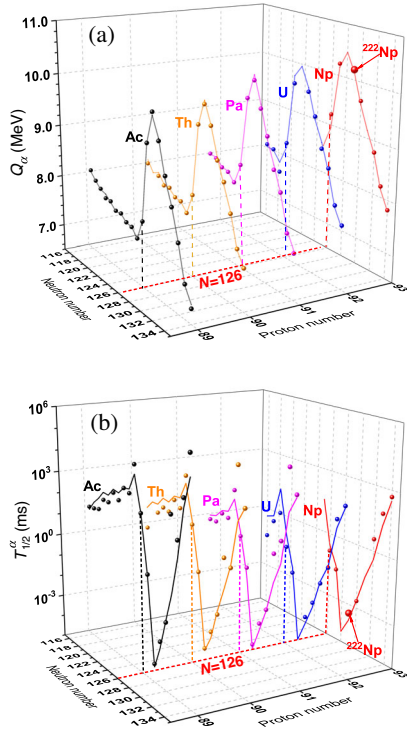 (a)
11.0
10.0
9.0
8.0
7.0
Qα (MeV)
Ac
Th
Pa
U
Np
222Np
N=126
116
118
120
122
124
126
128
130
132
134
Neutron number
89
90
91
92
93
Proton number
(b)
10^6
10^3
10^0
10^-3
T^α_1/2 (ms)
Ac
Th
Pa
U
Np
222Np
N=126
116
118
120
122
124
126
128
130
132
134
Neutron number
89
90
91
92
93
Proton number